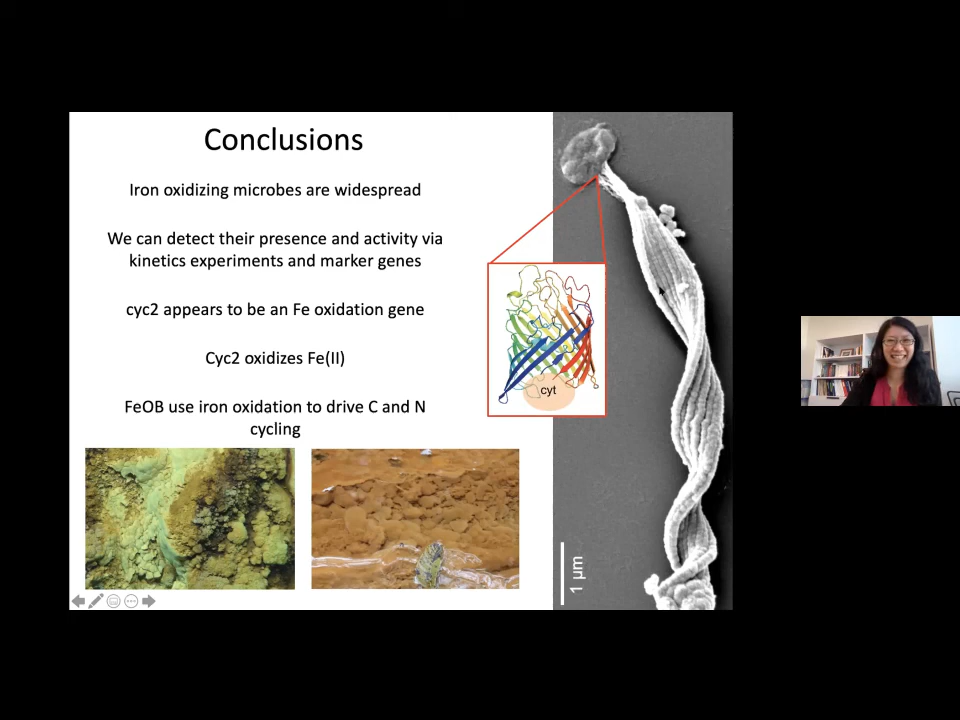 Conclusions
Iron oxidizing microbes are widespread
We can detect their presence and activity via
kinetics experiments and marker genes
cyc2 appears to be an Fe oxidation gene
Cyc2 oxidizes Fe(II)
FeOB use iron oxidation to drive C and N
cycling
cyt
1 µm